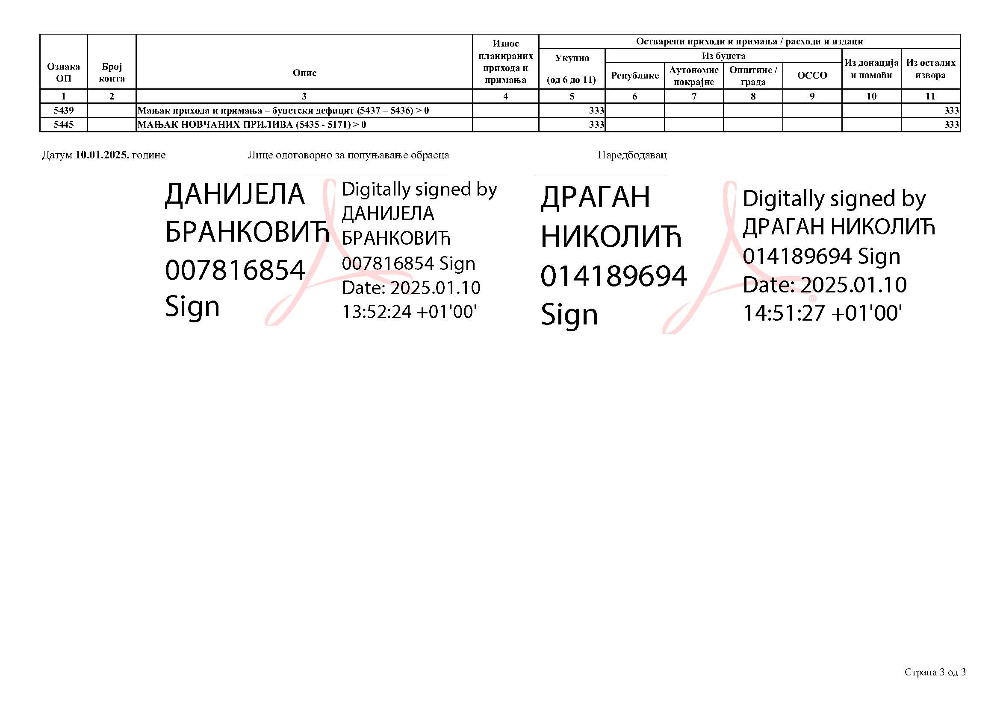 Ознака ОП
Број конта
Опис
Износ планираних прихода и примања
Остварени приходи и примања / расходи и издаци
Укупно (од 6 до 11)
Из буџета
Републике
Аутономне покрајне
Општине / града
ОССО
Из донација и помоћи
Из осталих извора
1 2 3 4 5 6 7 8 9 10 11
5439 Мањак прихода и примања – буџетски дефицит (5437 – 5436) > 0 333 333
5445 МАЊАК НОВЧАНИХ ПРИЛИВА (5435 - 5171) > 0 333 333
Датум 10.01.2025. године Лице одоговорно за попуњавање обрасца Наредбодавац
ДАНИЈЕЛА
БРАНКОВИЋ
007816854
Sign
Digitally signed by
ДАНИЈЕЛА
БРАНКОВИЋ
007816854 Sign
Date: 2025.01.10
13:52:24 +01'00'
ДРАГАН
НИКОЛИЋ
014189694
Sign
Digitally signed by
ДРАГАН НИКОЛИЋ
014189694 Sign
Date: 2025.01.10
14:51:27 +01'00'
Страна 3 од 3